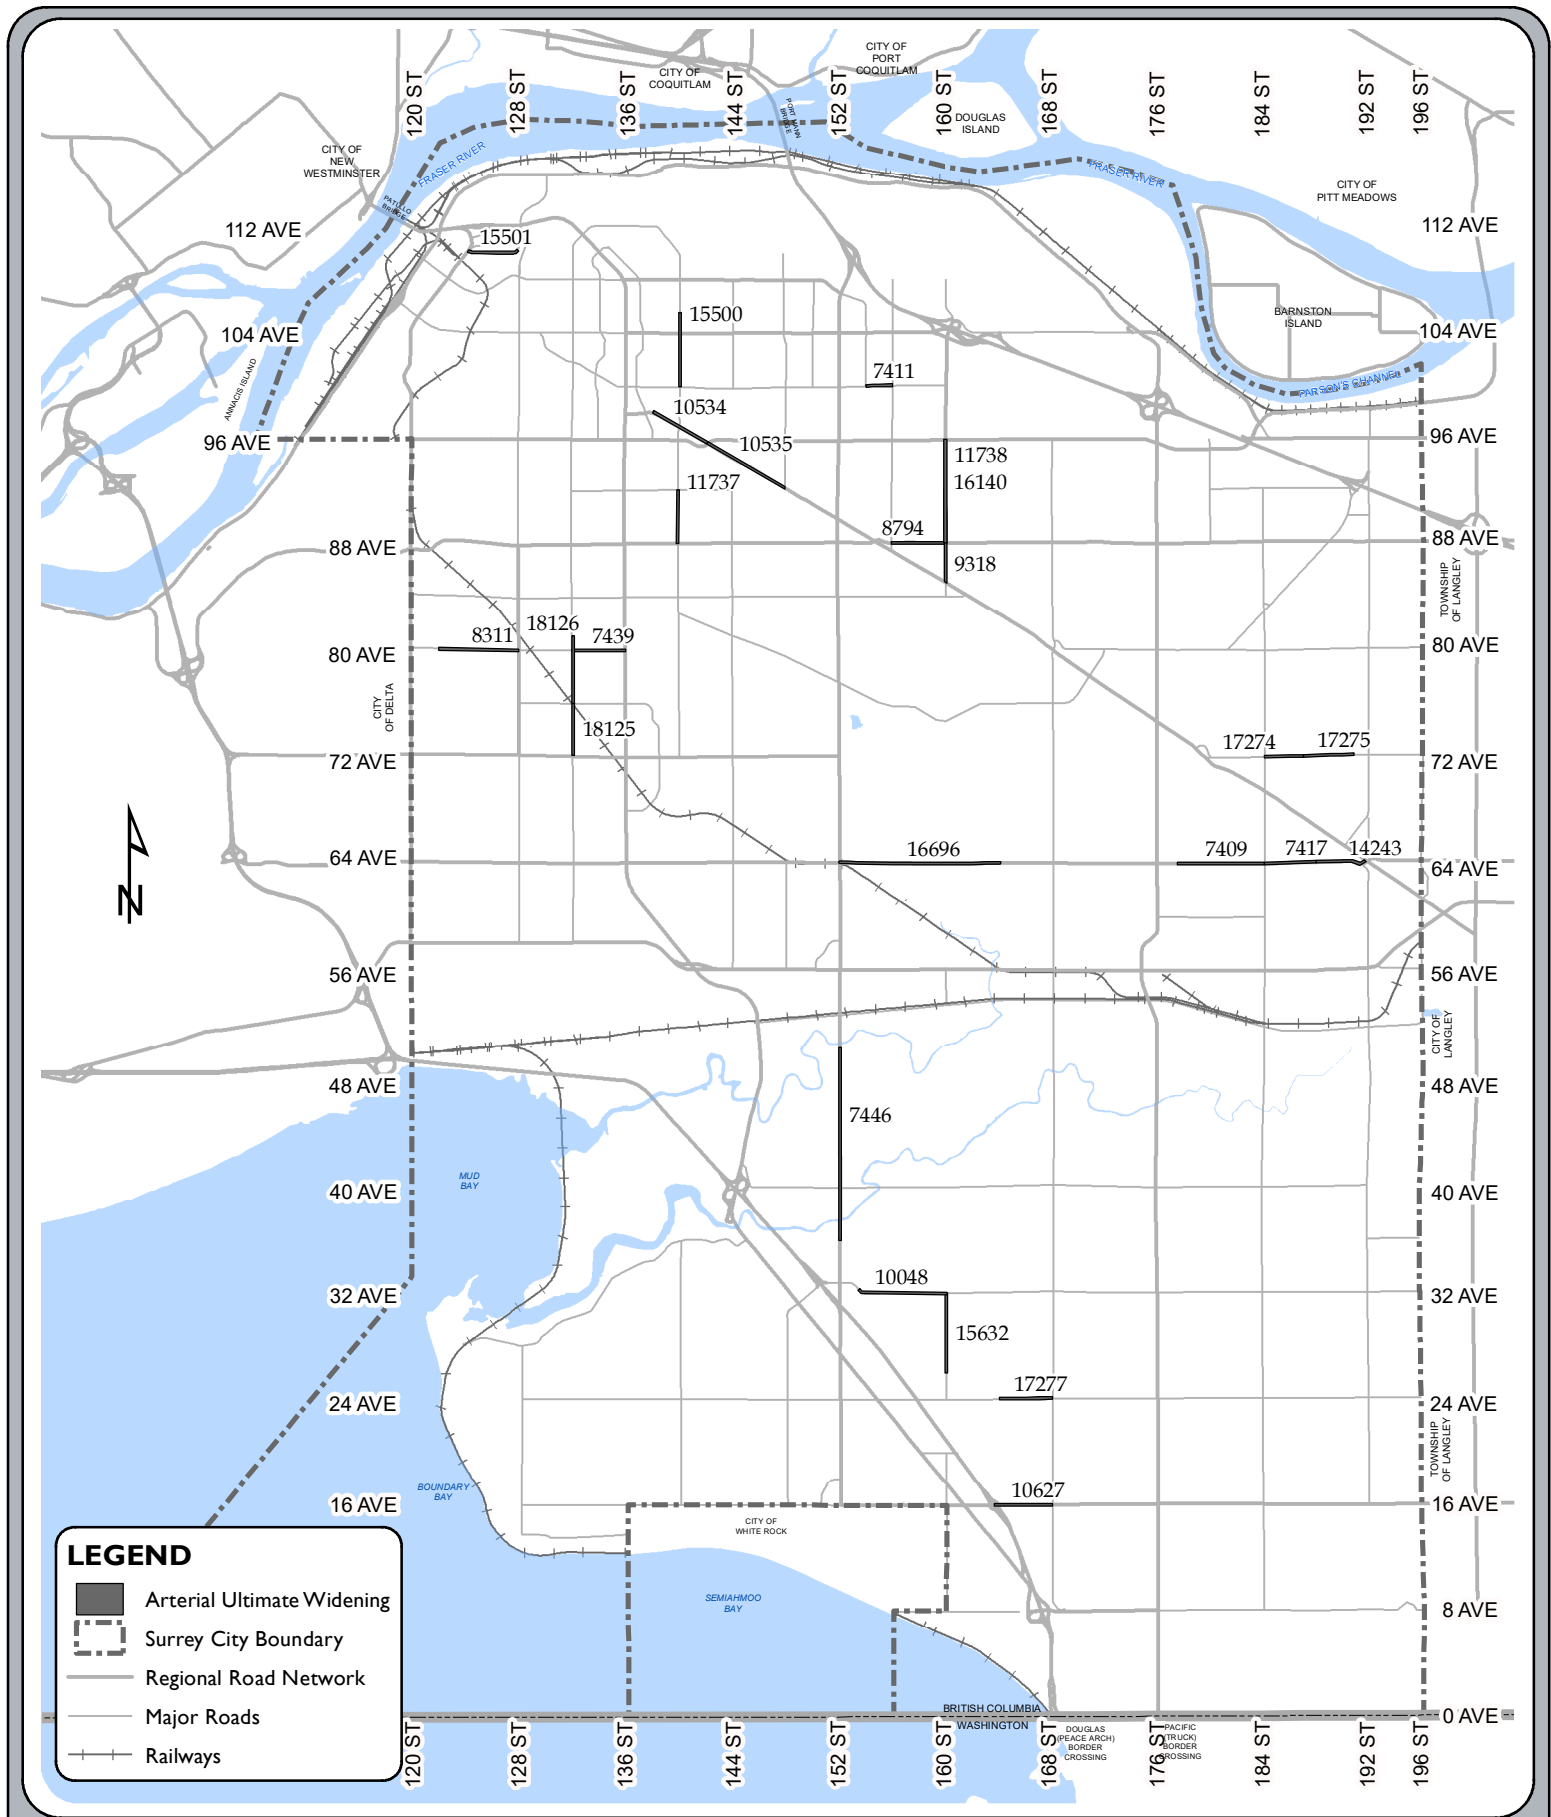 CITY OF
PORT
COQUITLAM
CITY OF
COQUITLAM
120 ST
128 ST
136 ST
144 ST
152 ST
160 ST
168 ST
176 ST
184 ST
192 ST
196 ST
PORT MANN
BRIDGE
DOUGLAS
ISLAND
CITY OF
NEW
WESTMINSTER
FRASER RIVER
FRASER RIVER
CITY OF
PITT MEADOWS
PATULLO
BRIDGE
112 AVE
112 AVE
15501
15500
BARNSTON
ISLAND
104 AVE
104 AVE
ANNACIS ISLAND
7411
PARSON'S CHANNEL
10534
96 AVE
10535
96 AVE
11738
16140
11737
8794
88 AVE
88 AVE
9318
TOWNSHIP
OF LANGLEY
18126
8311
7439
80 AVE
80 AVE
CITY
OF DELTA
18125
17274
17275
72 AVE
72 AVE
64 AVE
16696
7409
7417
14243
64 AVE
N
56 AVE
56 AVE
CITY OF
LANGLEY
48 AVE
48 AVE
7446
MUD
BAY
40 AVE
40 AVE
10048
32 AVE
32 AVE
15632
17277
24 AVE
24 AVE
TOWNSHIP
OF LANGLEY
BOUNDARY
BAY
10627
16 AVE
16 AVE
CITY OF
WHITE ROCK
SEMIAHMOO
BAY
8 AVE
LEGEND
Arterial Ultimate Widening
Surrey City Boundary
Regional Road Network
Major Roads
Railways
BRITISH COLUMBIA
WASHINGTON
0 AVE
DOUGLAS
(PEACE ARCH)
BORDER
CROSSING
PACIFIC
(TRUCK)
BORDER
CROSSING
120 ST
128 ST
136 ST
144 ST
152 ST
160 ST
168 ST
176 ST
184 ST
192 ST
196 ST